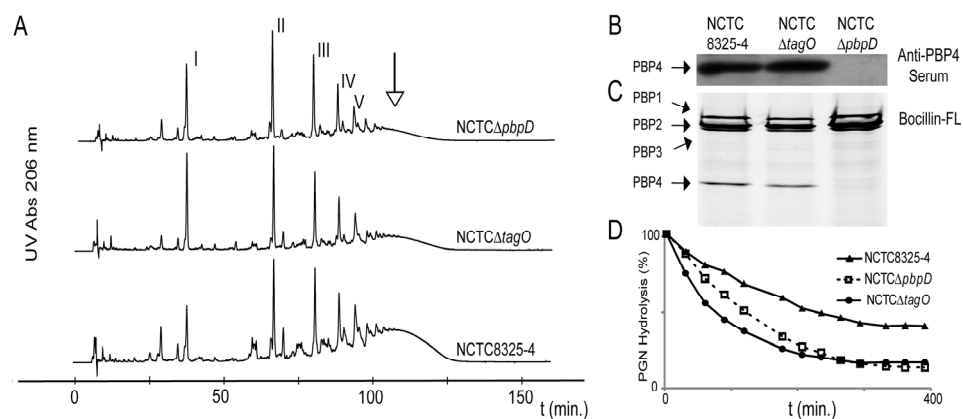 A
UV Abs 206 nm
I
II
III
IV
V
NCTCΔpbpD
NCTCΔtagO
NCTC8325-4
0
50
100
150
t (min.)
B
NCTC
8325-4
NCTC
ΔtagO
NCTC
ΔpbpD
PBP4
Anti-PBP4
Serum
C
PBP1
PBP2
PBP3
PBP4
Bocillin-FL
D
PGN Hydrolysis (%)
100
0
NCTC8325-4
NCTCΔpbpD
NCTCΔtagO
0
t (min.)
400